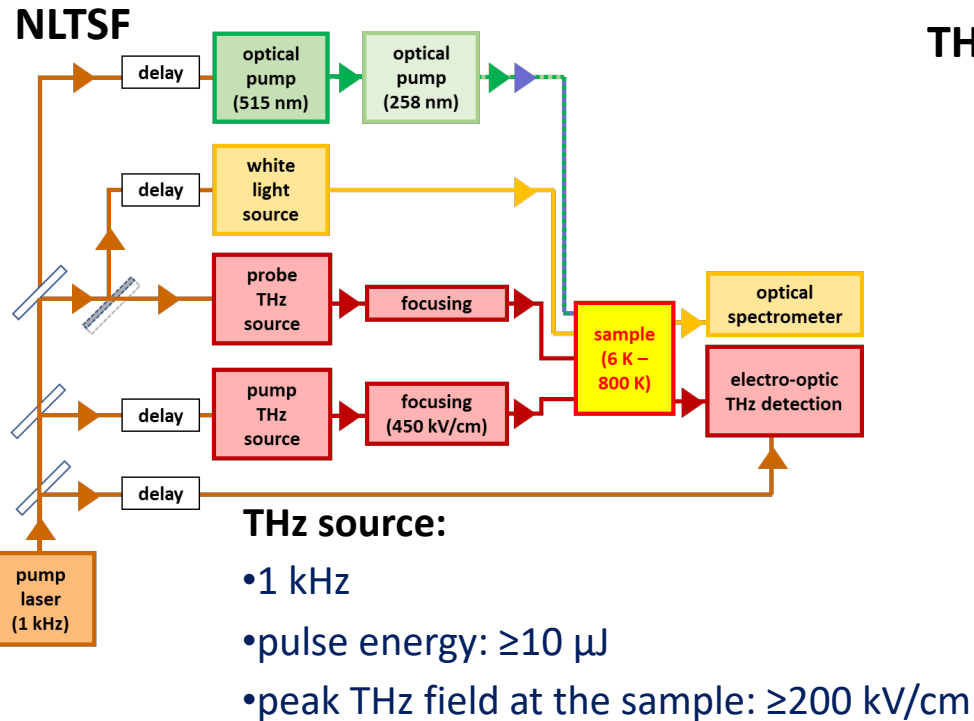 NLTSF
TH
delay
optical
pump
(515 nm)
optical
pump
(258 nm)
delay
white
light
source
probe
THz
source
focusing
sample
(6 K –
800 K)
optical
spectrometer
delay
pump
THz
source
focusing
(450 kV/cm)
electro-optic
THz detection
delay
pump
laser
(1 kHz)
THz source:
•1 kHz
•pulse energy: ≥10 µJ
•peak THz field at the sample: ≥200 kV/cm